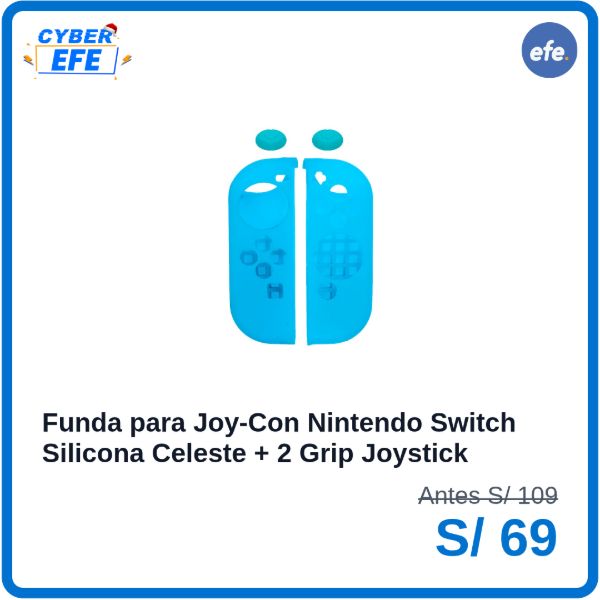 CYBER
EFE
efe.
Funda para Joy-Con Nintendo Switch
Silicona Celeste + 2 Grip Joystick
Antes S/ 109
S/ 69